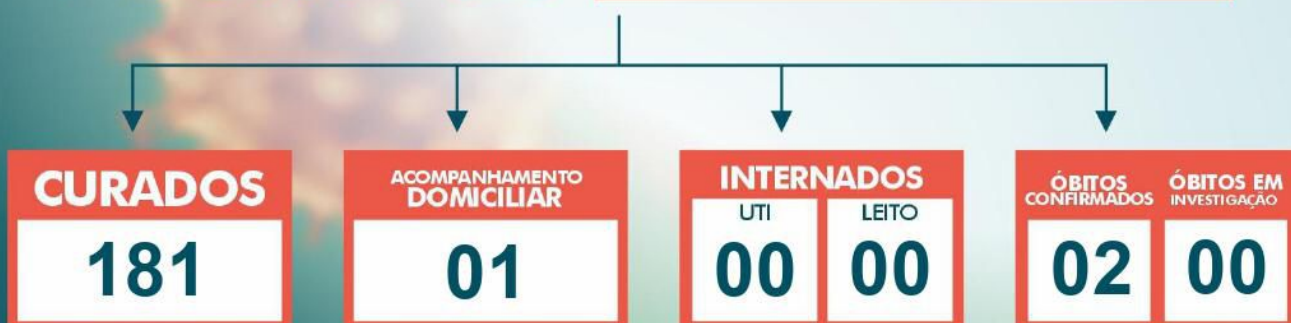 CURADOS
181
ACOMPANHAMENTO
DOMICILIAR
01
INTERNADOS
UTI
00
LEITO
00
ÓBITOS
CONFIRMADOS
02
ÓBITOS EM
INVESTIGAÇÃO
00